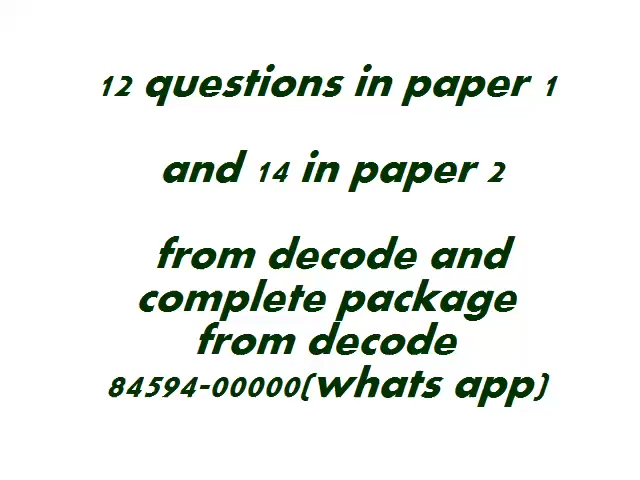 12 questions in paper 1
and 14 in paper 2
from decode and
complete package
from decode
84594-00000(whats app)